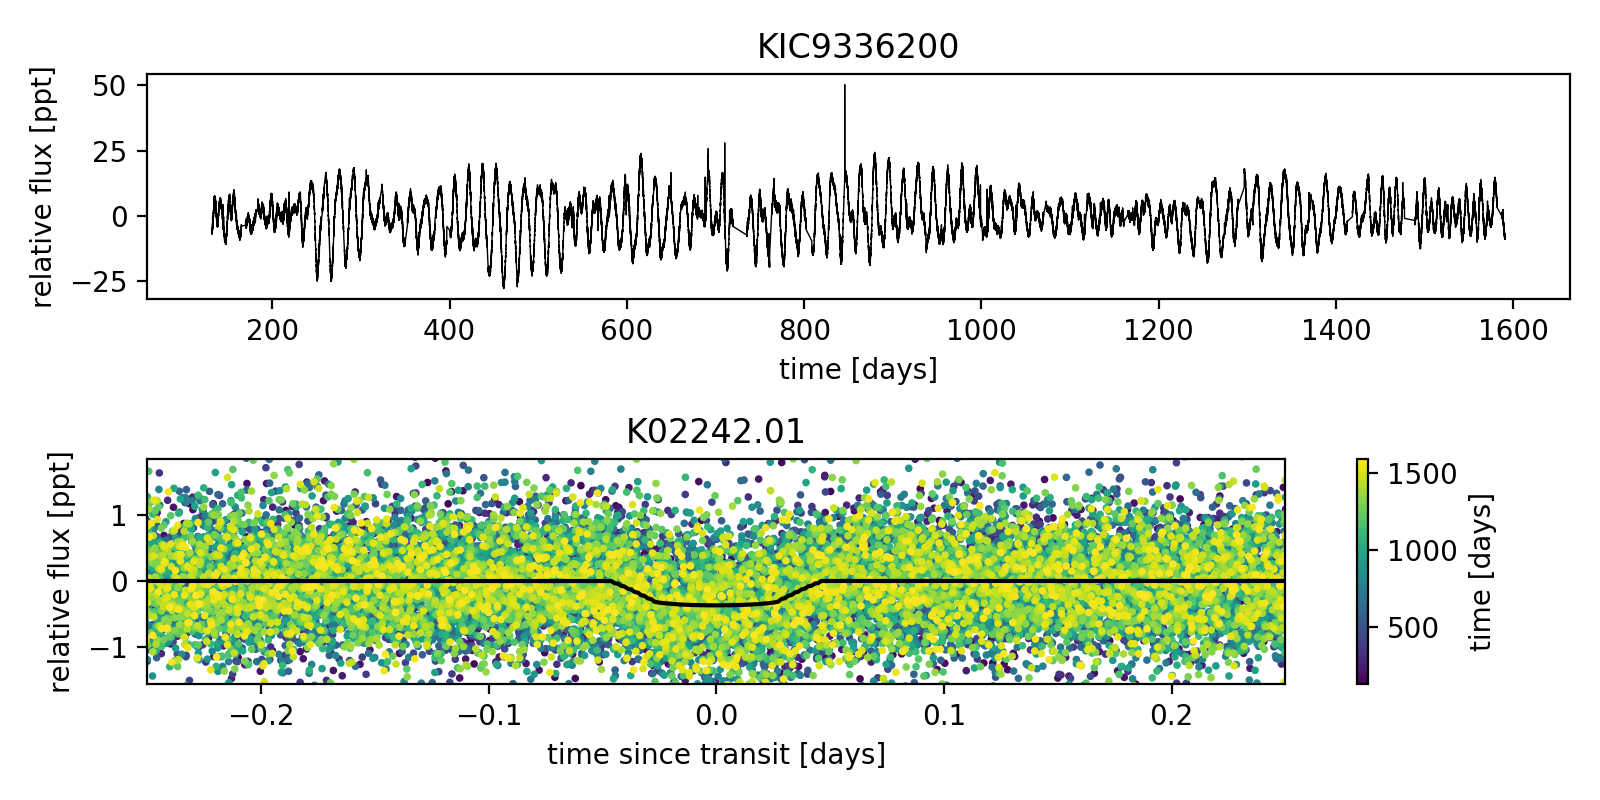 KIC9336200
relative flux [ppt]
50
25
0
−25
200 400 600 800 1000 1200 1400 1600
time [days]
K02242.01
relative flux [ppt]
1
0
−1
−0.2 −0.1 0.0 0.1 0.2
time since transit [days]
1500
1000
500
time [days]